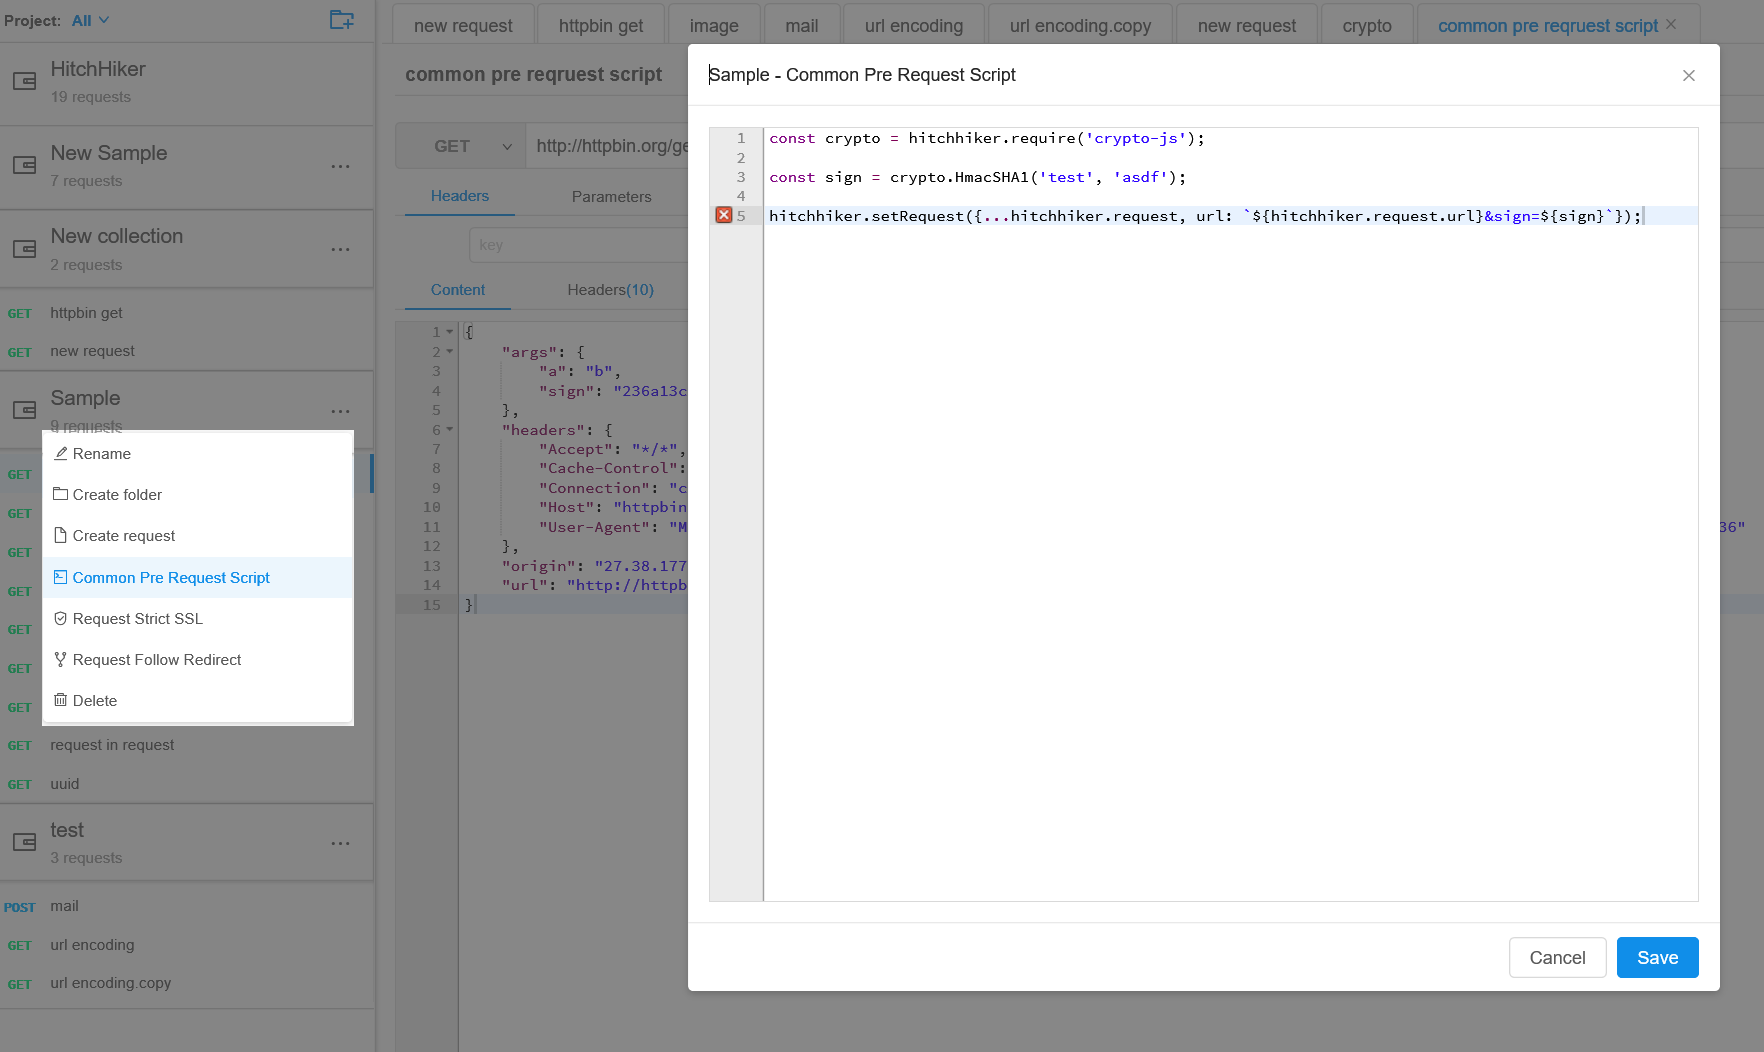 Project: All
HitchHiker
19 requests
New Sample
7 requests
New collection
2 requests
GET httpbin get
GET new request
Sample
9 requests
GET
GET
GET
GET
GET
GET
GET
Rename
Create folder
Create request
Common Pre Request Script
Request Strict SSL
Request Follow Redirect
Delete
GET request in request
GET uuid
test
3 requests
POST mail
GET url encoding
GET url encoding.copy
new request httpbin get image mail url encoding url encoding.copy new request crypto common pre reqruest script
common pre reqruest script
GET http://httpbin.org/ge
Headers Parameters
key
Content Headers(10)
1 {
2 "args": {
3 "a": "b",
4 "sign": "236a13c
5 },
6 "headers": {
7 "Accept": "*/*",
8 "Cache-Control":
9 "Connection": "c
10 "Host": "httpbin
11 "User-Agent": "M 36"
12 },
13 "origin": "27.38.177
14 "url": "http://httpb
15 }
Sample - Common Pre Request Script
1 const crypto = hitchhiker.require('crypto-js');
2
3 const sign = crypto.HmacSHA1('test', 'asdf');
4
5 hitchhiker.setRequest({...hitchhiker.request, url: `${hitchhiker.request.url}&sign=${sign}`});
Cancel Save